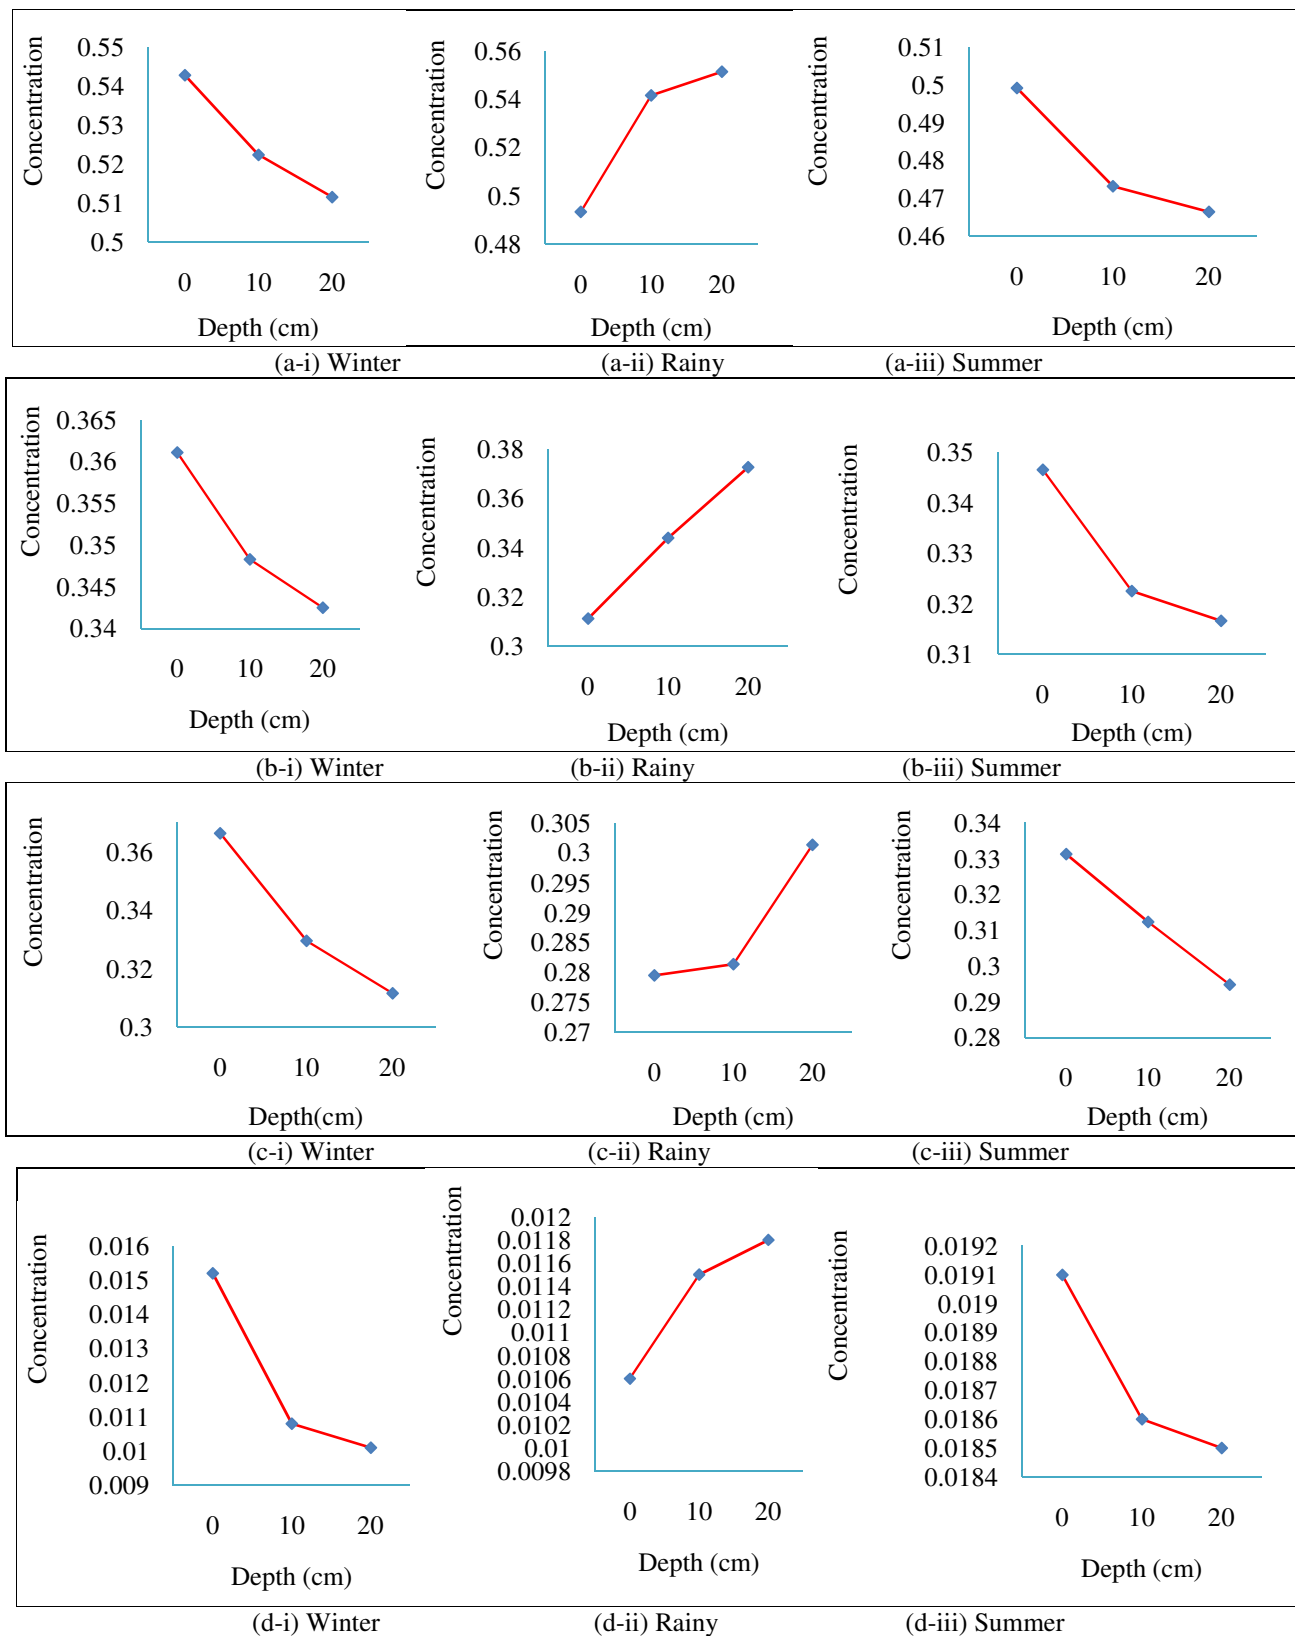 Concentration
0.55
0.54
0.53
0.52
0.51
0.5
0 10 20
Depth (cm)
Concentration
0.56
0.54
0.52
0.5
0.48
0 10 20
Depth (cm)
Concentration
0.51
0.5
0.49
0.48
0.47
0.46
0 10 20
Depth (cm)
(a-i) Winter (a-ii) Rainy (a-iii) Summer
Concentration
0.365
0.36
0.355
0.35
0.345
0.34
0 10 20
Depth (cm)
Concentration
0.38
0.36
0.34
0.32
0.3
0 10 20
Depth (cm)
Concentration
0.35
0.34
0.33
0.32
0.31
0 10 20
Depth (cm)
(b-i) Winter (b-ii) Rainy (b-iii) Summer
Concentration
0.36
0.34
0.32
0.3
0 10 20
Depth(cm)
Concentration
0.305
0.3
0.295
0.29
0.285
0.28
0.275
0.27
0 10 20
Depth (cm)
Concentration
0.34
0.33
0.32
0.31
0.3
0.29
0.28
0 10 20
Depth (cm)
(c-i) Winter (c-ii) Rainy (c-iii) Summer
Concentration
0.016
0.015
0.014
0.013
0.012
0.011
0.01
0.009
0 10 20
Depth (cm)
Concentration
0.012
0.0118
0.0116
0.0114
0.0112
0.011
0.0108
0.0106
0.0104
0.0102
0.01
0.0098
0 10 20
Depth (cm)
Concentration
0.0192
0.0191
0.019
0.0189
0.0188
0.0187
0.0186
0.0185
0.0184
0 10 20
Depth (cm)
(d-i) Winter (d-ii) Rainy (d-iii) Summer